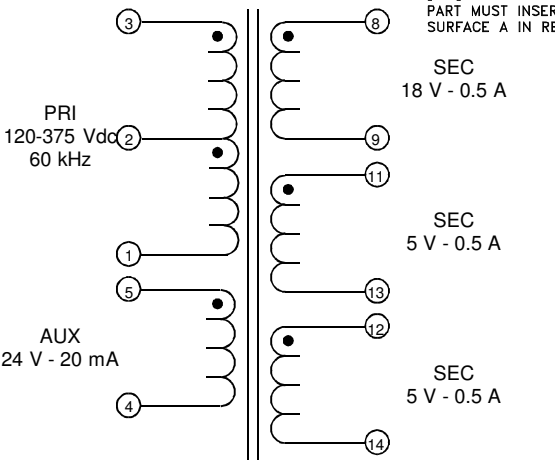 PART MUST INSER
SURFACE A IN RE
3
8
SEC
18 V - 0.5 A
PRI
120-375 Vdc
60 kHz
2
9
11
SEC
5 V - 0.5 A
1
13
5
12
AUX
24 V - 20 mA
SEC
5 V - 0.5 A
4
14